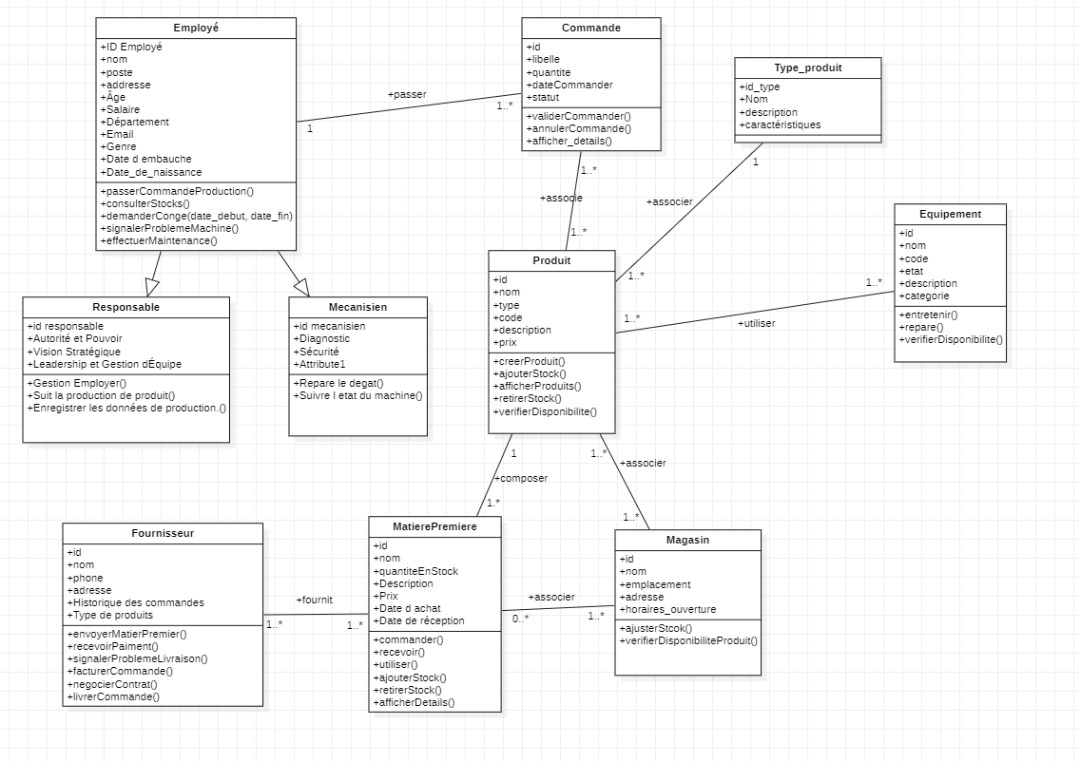 Employé
+ID Employé
+nom
+poste
+addresse
+Âge
+Salaire
+Département
+Email
+Genre
+Date d embauche
+Date_de_naissance
+passerCommandeProduction()
+consulterStocks()
+demanderConge(date_debut, date_fin)
+signalerProblemeMachine()
+effectuerMaintenance()
+passer
1
1..*
Commande
+id
+libelle
+quantite
+dateCommander
+statut
+validerCommander()
+annulerCommande()
+afficher_details()
Type_produit
+id_type
+Nom
+description
+caractéristiques
1..*
+associe
1..*
1
+associer
1..*
Equipement
+id
+nom
+code
+etat
+description
+categorie
+entretenir()
+repare()
+verifierDisponibilite()
1..*
+utiliser
1..*
Responsable
+id responsable
+Autorité et Pouvoir
+Vision Stratégique
+Leadership et Gestion dÉquipe
+Gestion Employer()
+Suit la production de produit()
+Enregistrer les données de production.()
Mecanisien
+id mecanisien
+Diagnostic
+Sécurité
+Attribute1
+Repare le degat()
+Suivre l etat du machine()
Produit
+id
+nom
+type
+code
+description
+prix
+creerProduit()
+ajouterStock()
+afficherProduits()
+retirerStock()
+verifierDisponibilite()
1
+composer
1.*
1..*
+associer
1..*
Fournisseur
+id
+nom
+phone
+adresse
+Historique des commandes
+Type de produits
+envoyerMatierPremier()
+recevoirPaiment()
+signalerProblemeLivraison()
+facturerCommande()
+negocierContrat()
+livrerCommande()
+fournit
1..*
1..*
MatierePremiere
+id
+nom
+quantiteEnStock
+Description
+Prix
+Date d achat
+Date de réception
+commander()
+recevoir()
+utiliser()
+ajouterStock()
+retirerStock()
+afficherDetails()
+associer
0..*
1..*
Magasin
+id
+nom
+emplacement
+adresse
+horaires_ouverture
+ajusterStcok()
+verifierDisponibiliteProduit()